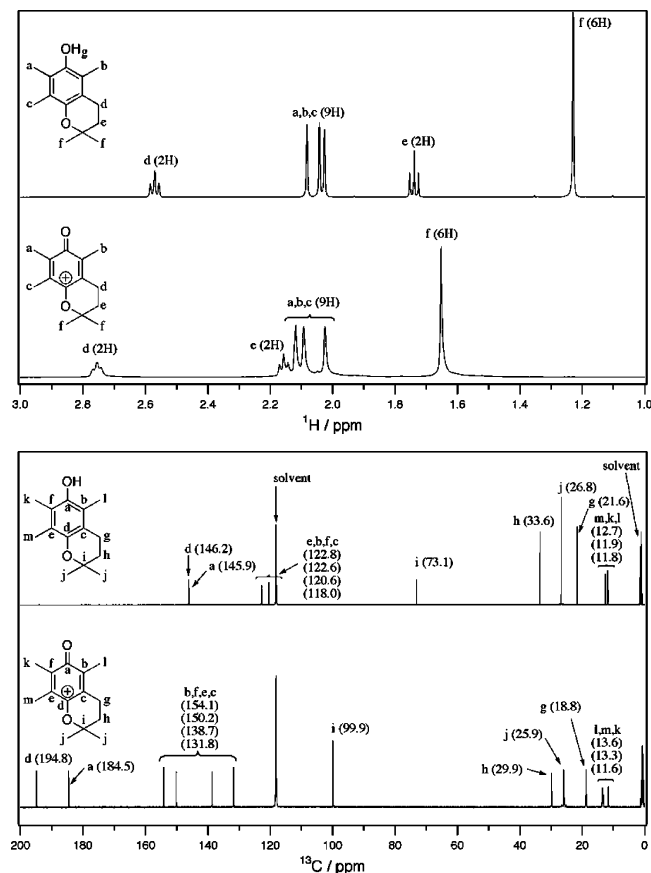 OHg
a
b
f (6H)
c
d
a,b,c (9H)
e
O
e (2H)
f
f
d (2H)
O
a
b
f (6H)
c
d
a,b,c (9H)
O
e
f
f
d (2H)
e (2H)
3.0 2.8 2.6 2.4 2.2 2.0 1.8 1.6 1.4 1.2 1.0
1H / ppm
OH
solvent
solvent
k
f
a
b
l
j (26.8)
g (21.6)
m
e
d
c
g
h (33.6)
m,k,l
(12.7)
(11.9)
(11.8)
O
i
h
j
j
d (146.2)
a (145.9)
e,b,f,c
(122.8)
(122.6)
(120.6)
(118.0)
i (73.1)
O
k
f
a
b
l
m
e
d
c
g
O
i
h
j
j
b,f,e,c
(154.1)
(150.2)
(138.7)
(131.8)
i (99.9)
g (18.8)
l,m,k
(13.6)
(13.3)
(11.6)
j (25.9)
d (194.8)
a (184.5)
h (29.9)
200 180 160 140 120 100 80 60 40 20 0
13C / ppm